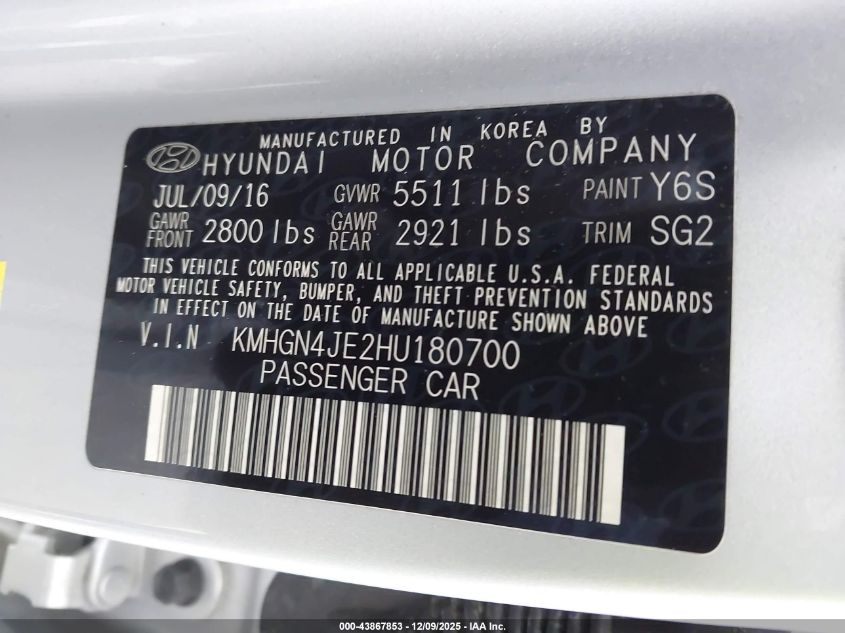 MANUFACTURED IN KOREA BY
HYUNDAI MOTOR COMPANY
JUL/09/16 GVWR 5511 lbs PAINT Y6S
GAWR FRONT 2800 lbs GAWR REAR 2921 lbs TRIM SG2
THIS VEHICLE CONFORMS TO ALL APPLICABLE U.S.A. FEDERAL
MOTOR VEHICLE SAFETY, BUMPER, AND THEFT PREVENTION STANDARDS
IN EFFECT ON THE DATE OF MANUFACTURE SHOWN ABOVE
V.I.N KMHGN4JE2HU180700
PASSENGER CAR
000-43867853 - 12/09/2025 - IAA Inc.